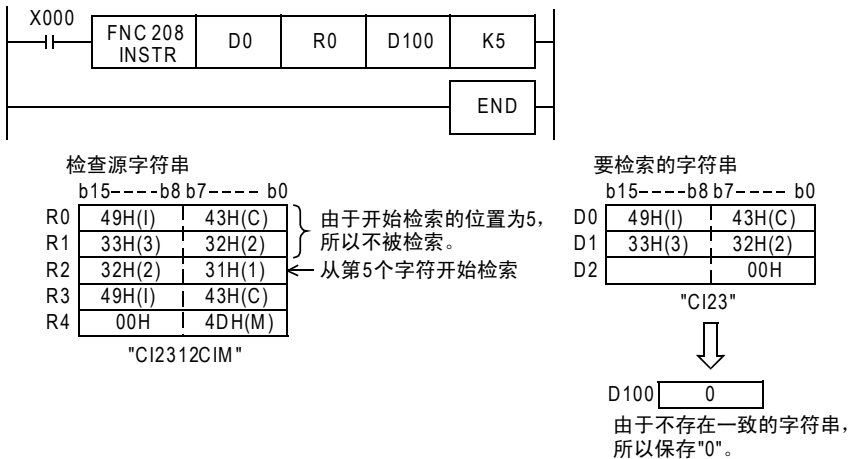 X000
FNC 208
INSTR
D0
R0
D100
K5
END
检查源字符串
b15----b8 b7---- b0
R0 49H(I) 43H(C)
R1 33H(3) 32H(2)
R2 32H(2) 31H(1)
R3 49H(I) 43H(C)
R4 00H 4DH(M)
"CI2312CIM"
由于开始检索的位置为5，
所以不被检索。
从第5个字符开始检索
要检索的字符串
b15----b8 b7---- b0
D0 49H(I) 43H(C)
D1 33H(3) 32H(2)
D2 00H
"CI23"
D100 0
由于不存在一致的字符串，
所以保存"0"。